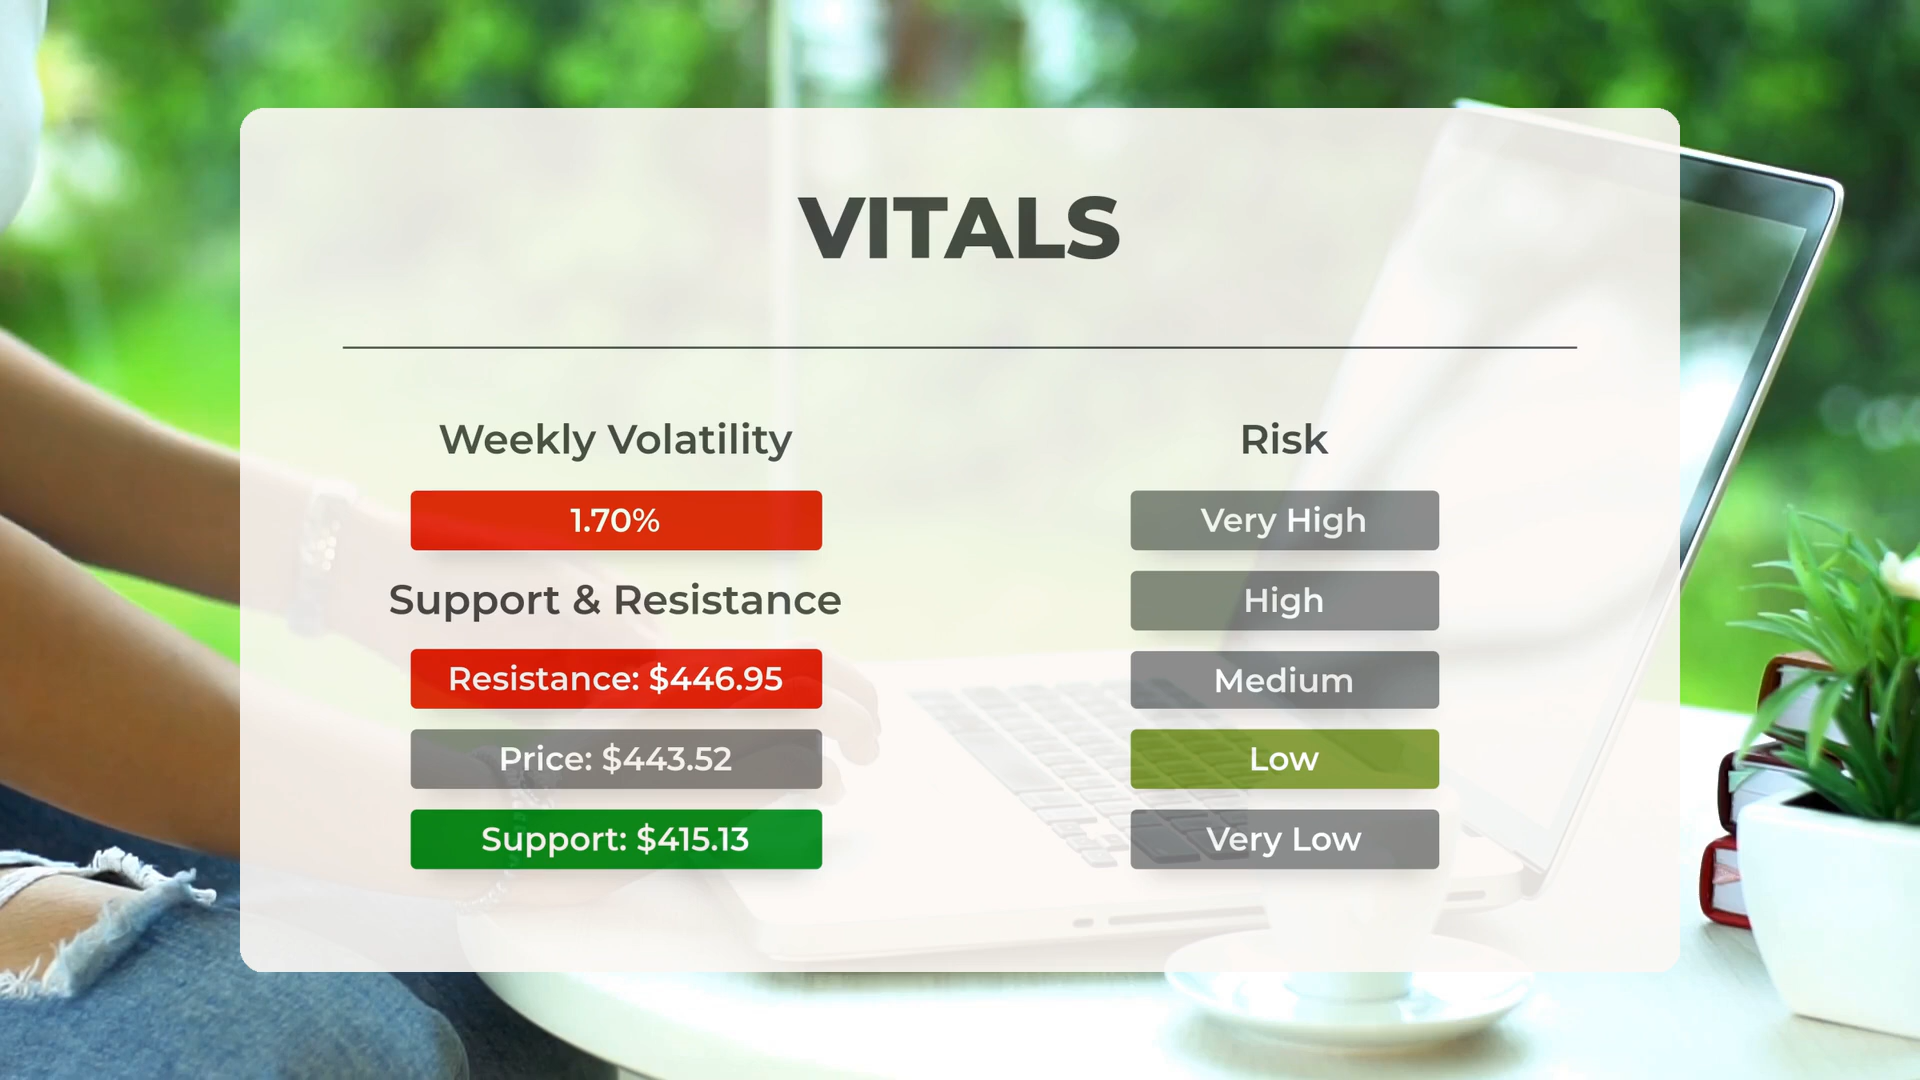 VITALS
Weekly Volatility
1.70%
Support & Resistance
Resistance: $446.95
Price: $443.52
Support: $415.13
Risk
Very High
High
Medium
Low
Very Low